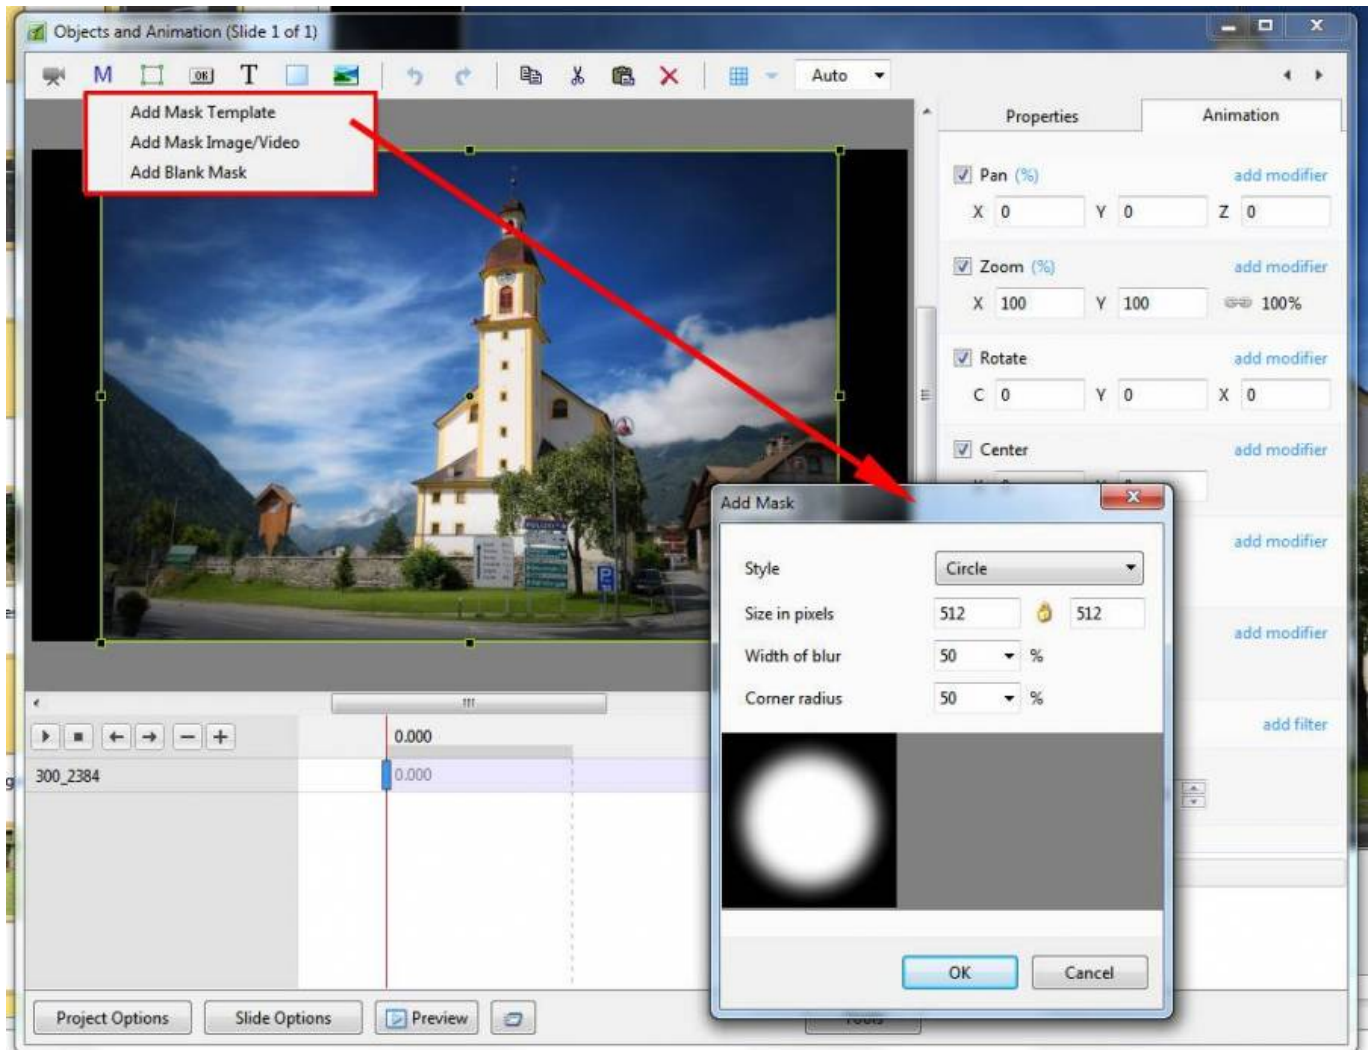 Objects and Animation (Slide 1 of 1)
M OK T Auto
Add Mask Template
Add Mask Image/Video
Add Blank Mask
Properties Animation
Pan (%) add modifier
X 0 Y 0 Z 0
Zoom (%) add modifier
X 100 Y 100 100%
Rotate add modifier
C 0 Y 0 X 0
Center add modifier
add modifier
add modifier
add filter
POLIZEI
P
Add Mask
Style Circle
Size in pixels 512 512
Width of blur 50 %
Corner radius 50 %
OK Cancel
0.000
300_2384 0.000
Project Options Slide Options Preview Tools